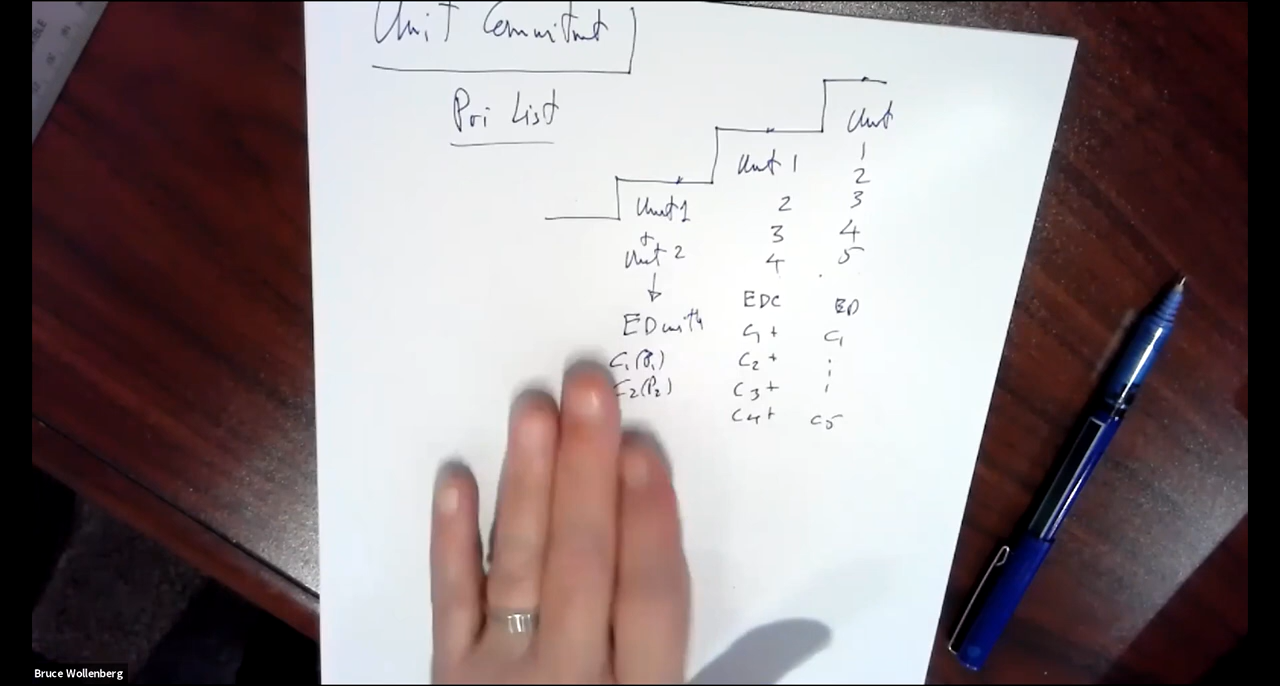 Unit Commitment
Pri List
Unit 1
+
Unit 2
ED with
C1(P1)
C2(P2)
Unit 1
2
3
4
EDC
C1 +
C2 +
C3 +
C4 +
Unit
1
2
3
4
5
ED
C1
⋮
C5
Bruce Wollenberg